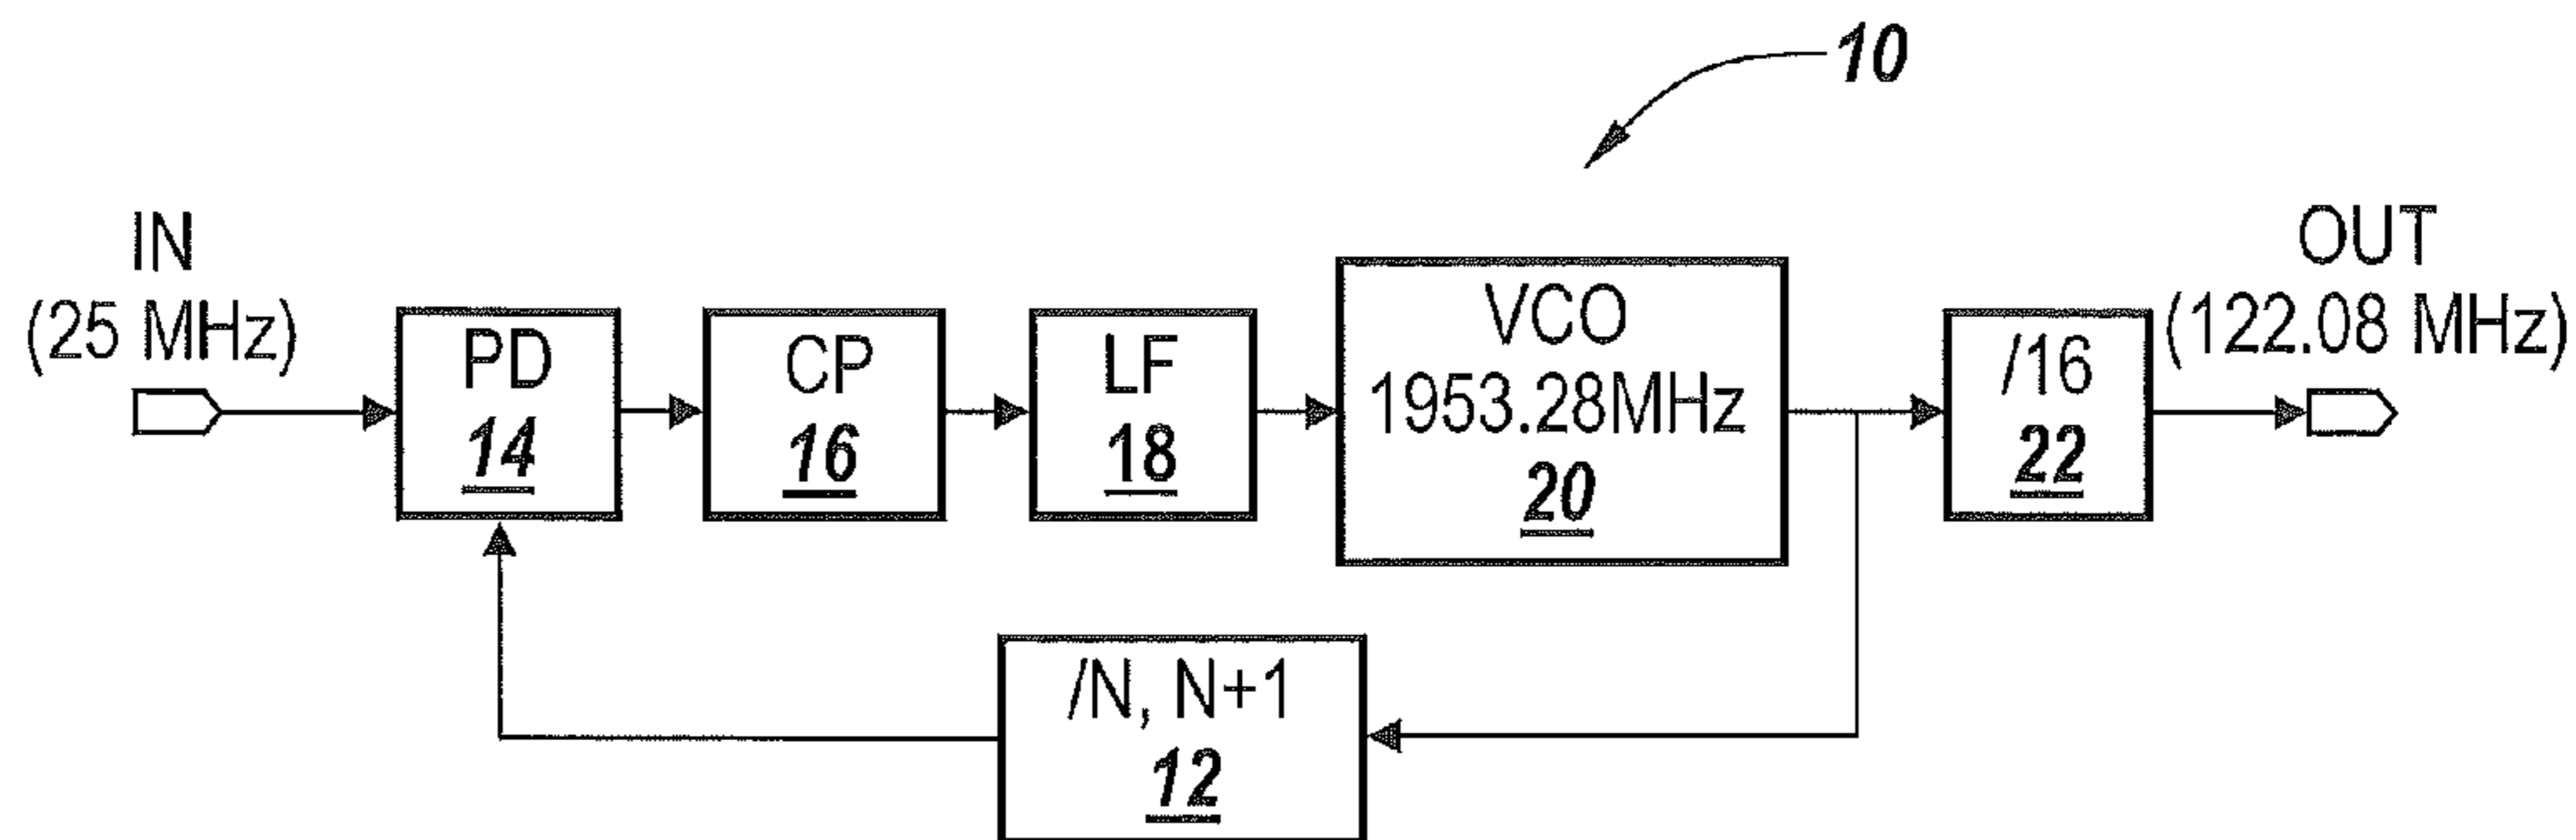 10
IN
(25 MHz)
PD
14
CP
16
LF
18
VCO
1953.28MHz
20
/16
22
OUT
(122.08 MHz)
/N, N+1
12